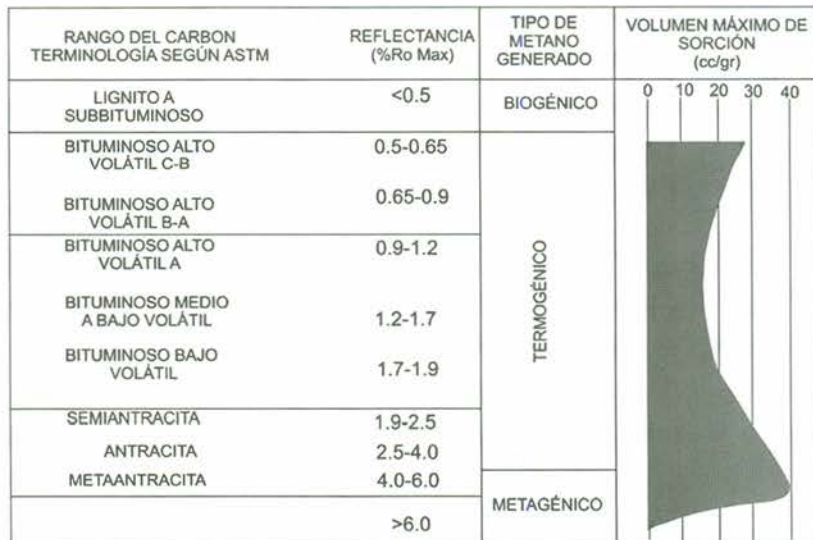 RANGO DEL CARBON
TERMINOLOGÍA SEGÚN ASTM
REFLECTANCIA
(%Ro Max)
TIPO DE
METANO
GENERADO
VOLUMEN MÁXIMO DE
SORCIÓN
(cc/gr)
0 10 20 30 40
LIGNITO A
SUBBITUMINOSO
<0.5
BIOGÉNICO
BITUMINOSO ALTO
VOLÁTIL C-B
0.5-0.65
BITUMINOSO ALTO
VOLÁTIL B-A
0.65-0.9
BITUMINOSO ALTO
VOLÁTIL A
0.9-1.2
BITUMINOSO MEDIO
A BAJO VOLÁTIL
1.2-1.7
BITUMINOSO BAJO
VOLÁTIL
1.7-1.9
TERMOGÉNICO
SEMIANTRACITA
1.9-2.5
ANTRACITA
2.5-4.0
METAANTRACITA
4.0-6.0
METAGÉNICO
>6.0